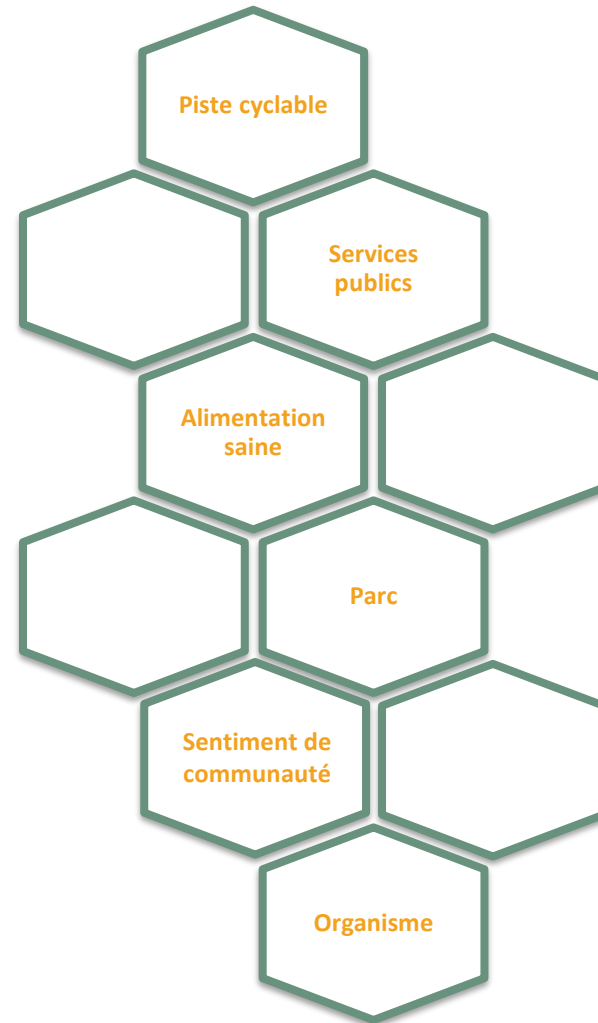 Piste cyclable
Services
publics
Alimentation
saine
Parc
Sentiment de
communauté
Organisme